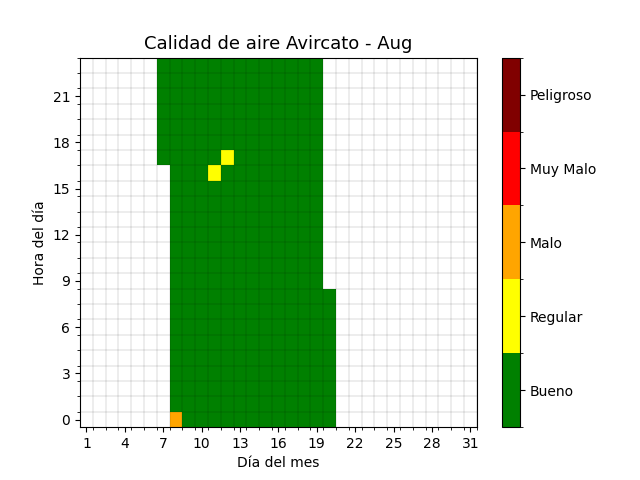 Calidad de aire Avircato - Aug
Hora del día
21
18
15
12
9
6
3
0
1 4 7 10 13 16 19 22 25 28 31
Día del mes
Peligroso
Muy Malo
Malo
Regular
Bueno